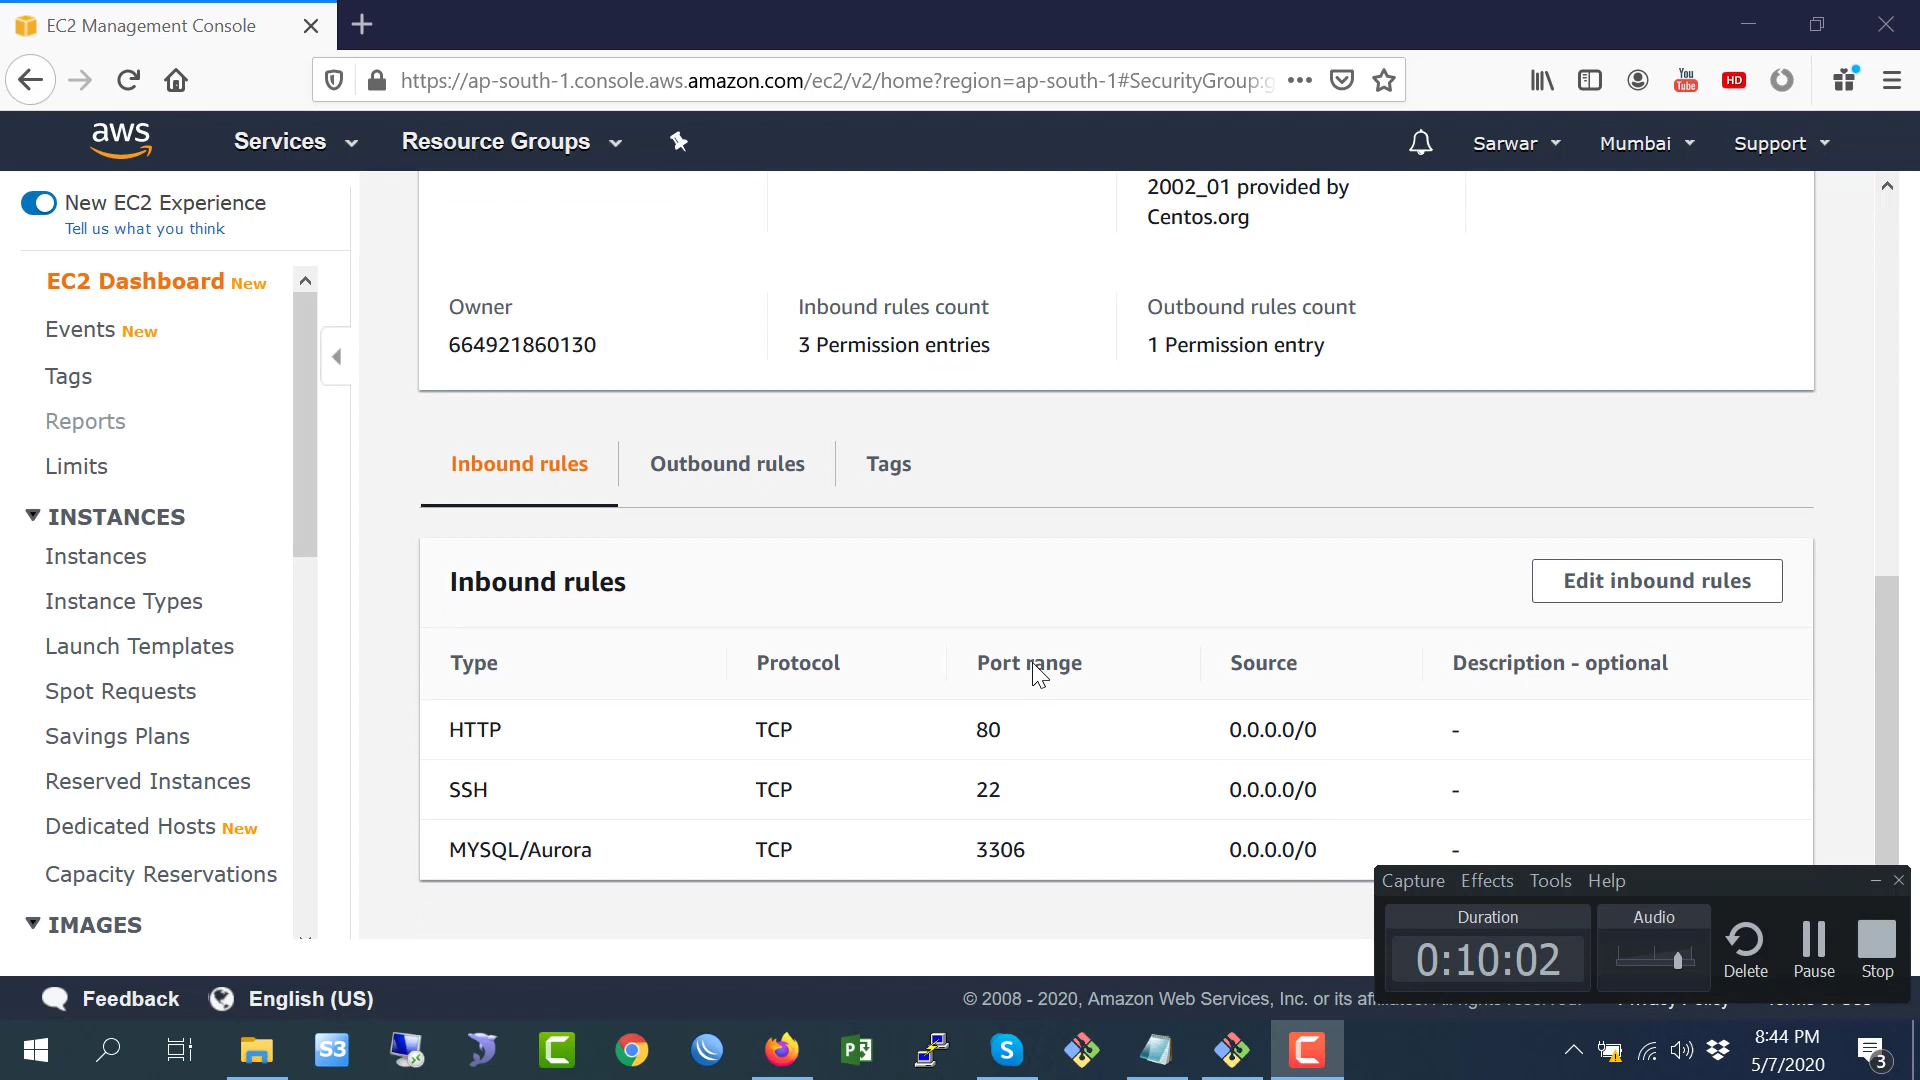 EC2 Management Console
https://ap-south-1.console.aws.amazon.com/ec2/v2/home?region=ap-south-1#SecurityGroup:
You Tube
HD
aws
Services
Resource Groups
Sarwar
Mumbai
Support
New EC2 Experience
Tell us what you think
EC2 Dashboard New
Events New
Tags
Reports
Limits
INSTANCES
Instances
Instance Types
Launch Templates
Spot Requests
Savings Plans
Reserved Instances
Dedicated Hosts New
Capacity Reservations
IMAGES
2002_01 provided by
Centos.org
Owner
Inbound rules count
Outbound rules count
664921860130
3 Permission entries
1 Permission entry
Inbound rules
Outbound rules
Tags
Inbound rules
Edit inbound rules
Type
Protocol
Port range
Source
Description - optional
HTTP
TCP
80
0.0.0.0/0
-
SSH
TCP
22
0.0.0.0/0
-
MYSQL/Aurora
TCP
3306
0.0.0.0/0
-
Capture
Effects
Tools
Help
Duration
Audio
0:10:02
Delete
Pause
Stop
Feedback
English (US)
© 2008 - 2020, Amazon Web Services, Inc. or its
S3
8:44 PM
5/7/2020
3